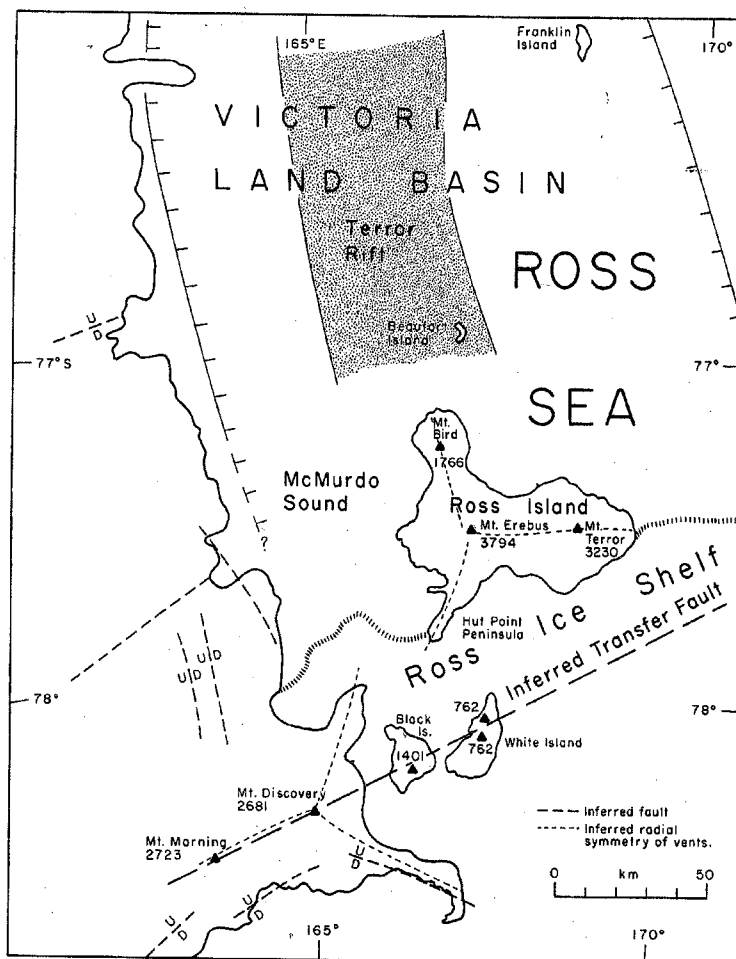 165°E
Franklin
Island
170°
VICTORIA
LAND BASIN
Terror
Rift
ROSS
Beaufort
Island
U
D
77°S
77°
SEA
Mt.
Bird
1766
McMurdo
Sound
Ross Island
Mt. Erebus
3794
Mt.
Terror
3230
?
Hut Point
Peninsula
Ross Ice Shelf
Inferred Transfer Fault
U D
U D
78°
78°
762
762
White Island
Black
Is.
1401
Mt. Discovery
2681
Mt. Morning
2723
Inferred fault
Inferred radial
symmetry of vents.
0 km 50
U
D
U
D
U
D
165°
170°